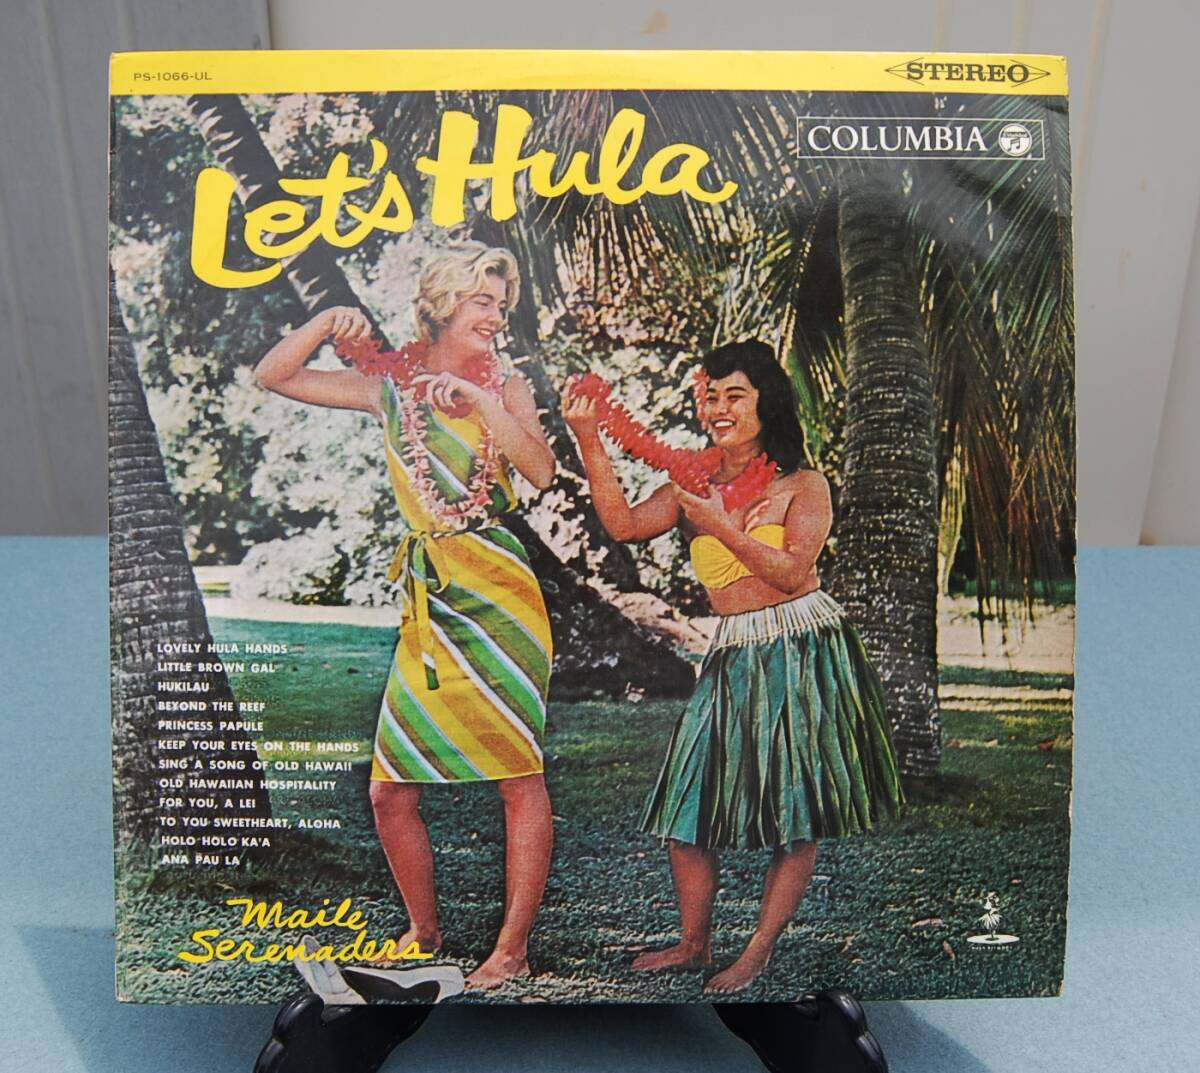 PS-1066-UL
STEREO
COLUMBIA
Let's Hula
LOVELY HULA HANDS
LITTLE BROWN GAL
HUKILAU
BEYOND THE REEF
PRINCESS PAPULE
KEEP YOUR EYES ON THE HANDS
SING A SONG OF OLD HAWAII
OLD HAWAIIAN HOSPITALITY
FOR YOU, A LEI
TO YOU SWEETHEART, ALOHA
HOLO HOLO KA'A
ANA PAU LA
Maile
Serenaders